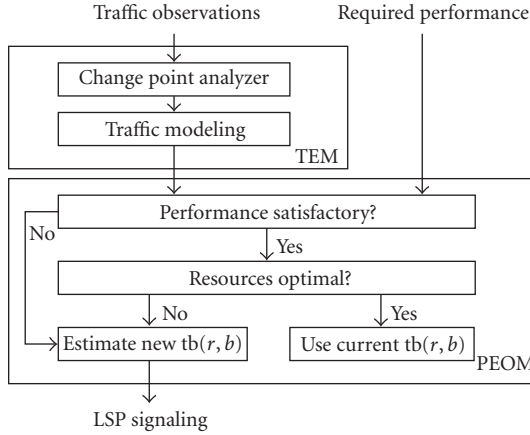 Traffic observations
Required performance
Change point analyzer
Traffic modeling
TEM
Performance satisfactory?
No
Yes
Resources optimal?
No
Yes
Estimate new tb(r, b)
Use current tb(r, b)
PEOM
LSP signaling